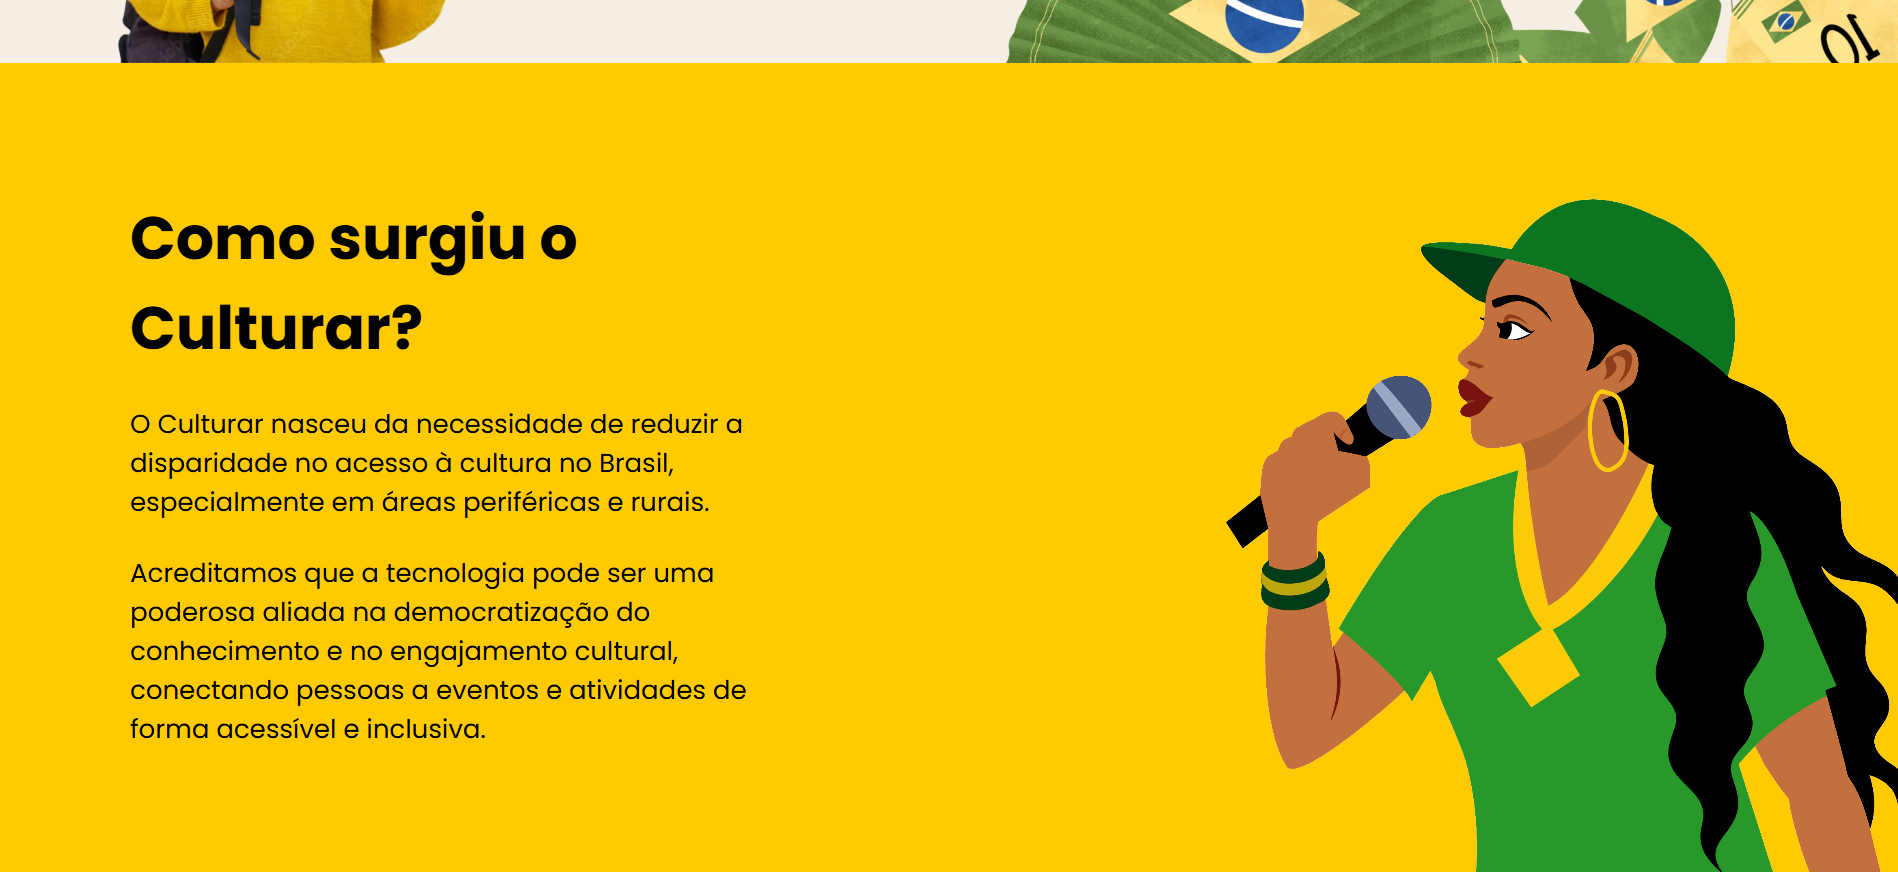 10
Como surgiu o
Culturar?
O Culturar nasceu da necessidade de reduzir a
disparidade no acesso à cultura no Brasil,
especialmente em áreas periféricas e rurais.
Acreditamos que a tecnologia pode ser uma
poderosa aliada na democratização do
conhecimento e no engajamento cultural,
conectando pessoas a eventos e atividades de
forma acessível e inclusiva.